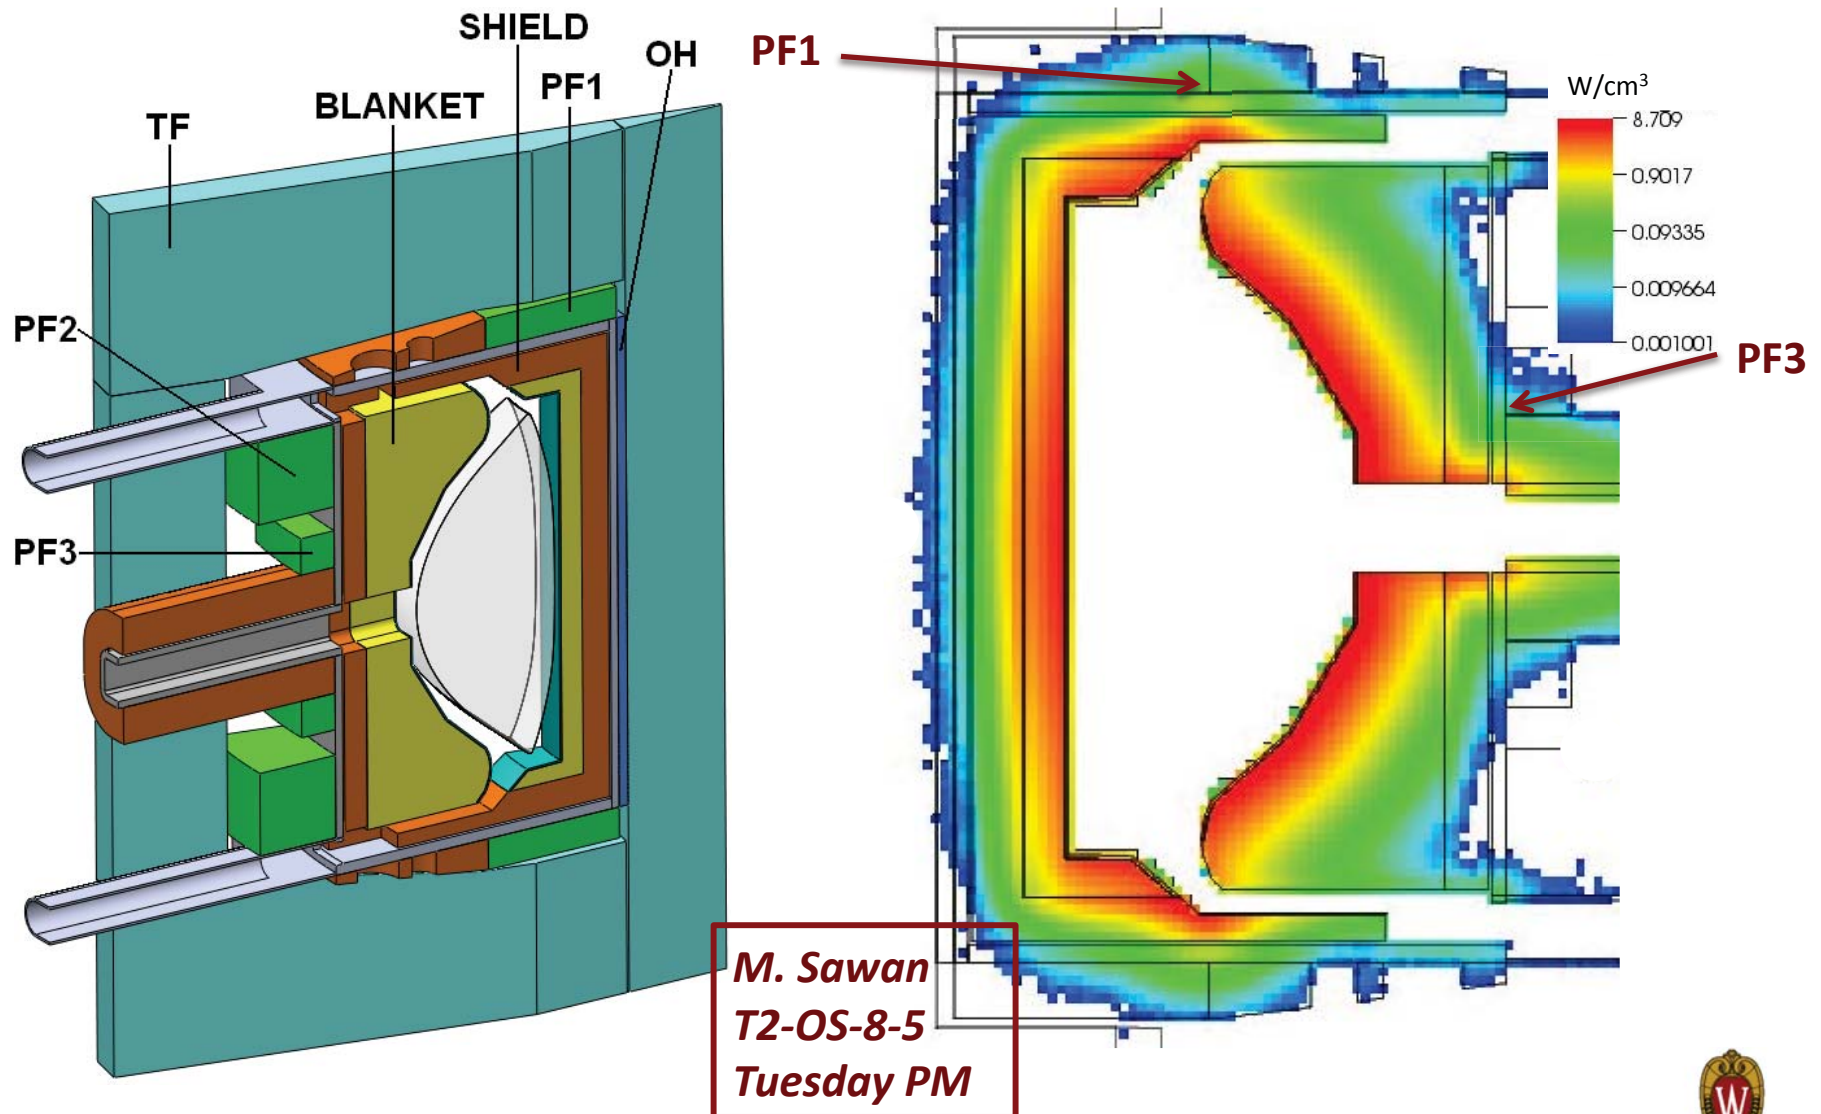 SHIELD
OH
PF1
BLANKET
TF
PF2
PF3
PF1
W/cm³
8.709
0.9017
0.09335
0.009664
0.001001
PF3
M. Sawan
T2-OS-8-5
Tuesday PM
W